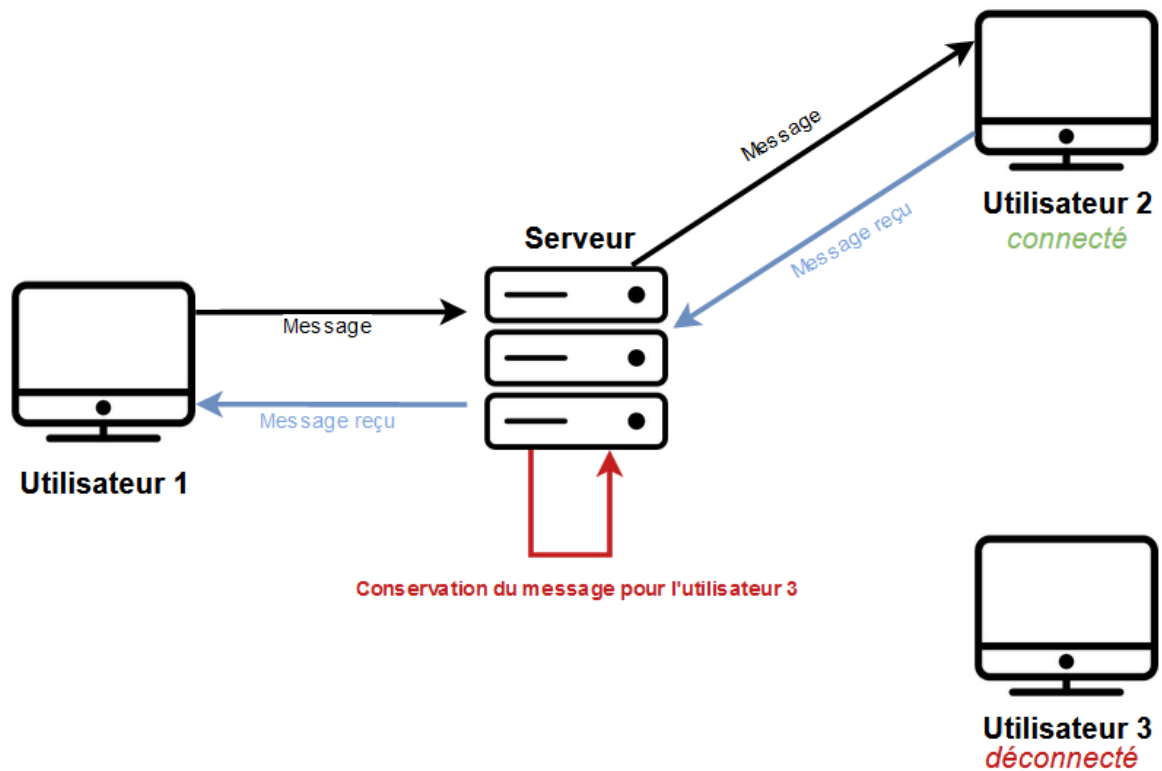 Message
Utilisateur 2
connecté
Message reçu
Serveur
Message
Message reçu
Utilisateur 1
Conservation du message pour l'utilisateur 3
Utilisateur 3
déconnecté